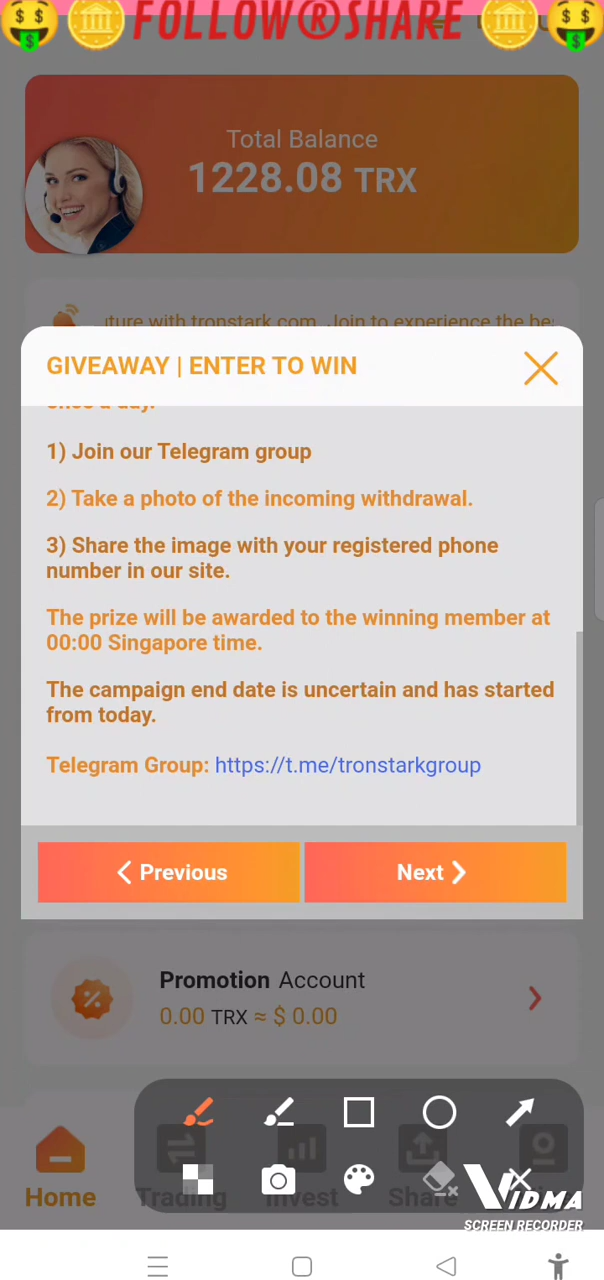 FOLLOW®SHARE
Total Balance
1228.08 TRX
ture with tronstark.com. Join to experience the be
GIVEAWAY | ENTER TO WIN
once a day.
1) Join our Telegram group
2) Take a photo of the incoming withdrawal.
3) Share the image with your registered phone
number in our site.
The prize will be awarded to the winning member at
00:00 Singapore time.
The campaign end date is uncertain and has started
from today.
Telegram Group: https://t.me/tronstarkgroup
Previous
Next
Promotion Account
0.00 TRX ≈ $ 0.00
Home
Trading
Invest
Share
VIDMA
SCREEN RECORDER